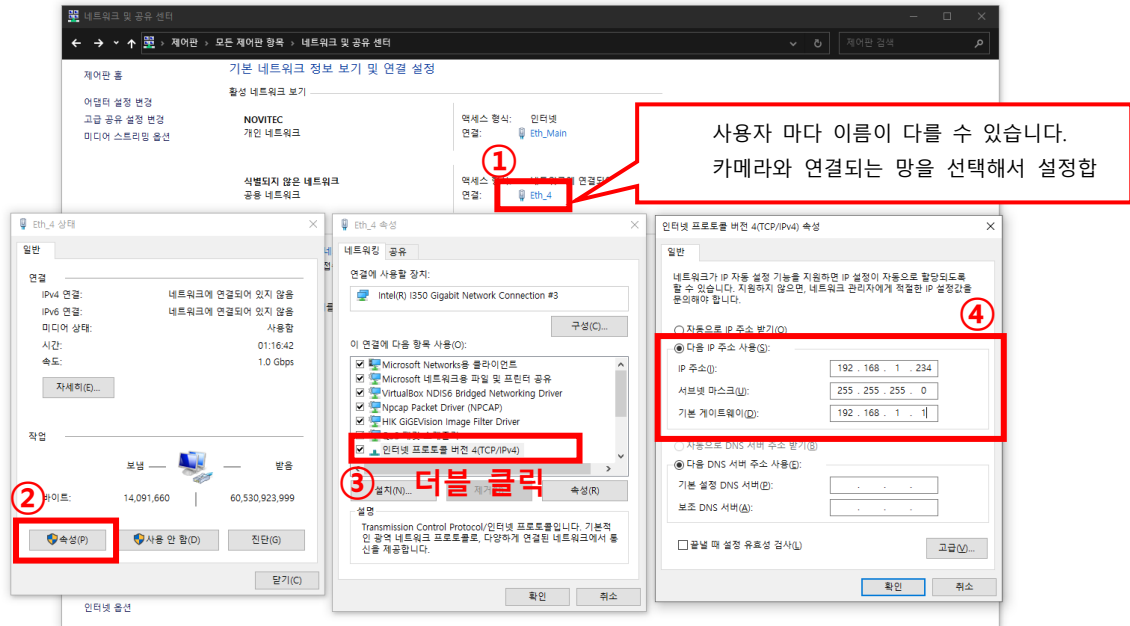 네트워크 및 공유 센터
제어판 › 모든 제어판 항목 › 네트워크 및 공유 센터
제어판 검색
제어판 홈
어댑터 설정 변경
고급 공유 설정 변경
미디어 스트리밍 옵션
기본 네트워크 정보 보기 및 연결 설정
활성 네트워크 보기
NOVITEC
개인 네트워크
액세스 형식: 인터넷
연결: Eth_Main
식별되지 않은 네트워크
공용 네트워크
액세스 네트워크에 연결되
연결: Eth_4
①
사용자 마다 이름이 다를 수 있습니다.
카메라와 연결되는 망을 선택해서 설정합
Eth_4 상태
일반
연결
IPv4 연결: 네트워크에 연결되어 있지 않음
IPv6 연결: 네트워크에 연결되어 있지 않음
미디어 상태: 사용함
시간: 01:16:42
속도: 1.0 Gbps
자세히(E)...
작업
보냄 받음
②
바이트: 14,091,660 60,530,923,999
속성(P)
사용 안 함(D)
진단(G)
닫기(C)
인터넷 옵션
Eth_4 속성
네트워킹 공유
연결에 사용할 장치:
Intel(R) I350 Gigabit Network Connection #3
구성(C)...
이 연결에 다음 항목 사용(O):
Microsoft Networks용 클라이언트
Microsoft 네트워크용 파일 및 프린터 공유
VirtualBox NDIS6 Bridged Networking Driver
Npcap Packet Driver (NPCAP)
HIK GiGEVision Image Filter Driver
인터넷 프로토콜 버전 4(TCP/IPv4)
③ 더블 클릭
설치(N)...
속성(R)
설명
Transmission Control Protocol/인터넷 프로토콜입니다. 기본적
인 광역 네트워크 프로토콜로, 다양하게 연결된 네트워크에서 통
신을 제공합니다.
확인
취소
인터넷 프로토콜 버전 4(TCP/IPv4) 속성
일반
네트워크가 IP 자동 설정 기능을 지원하면 IP 설정이 자동으로 할당되도록
할 수 있습니다. 지원하지 않으면, 네트워크 관리자에게 적절한 IP 설정값을
문의해야 합니다.
④
자동으로 IP 주소 받기(O)
다음 IP 주소 사용(S):
IP 주소(I): 192 . 168 . 1 . 234
서브넷 마스크(U): 255 . 255 . 255 . 0
기본 게이트웨이(D): 192 . 168 . 1 . 1
자동으로 DNS 서버 주소 받기(B)
다음 DNS 서버 주소 사용(E):
기본 설정 DNS 서버(P):
보조 DNS 서버(A):
끝낼 때 설정 유효성 검사(L)
고급(V)...
확인
취소